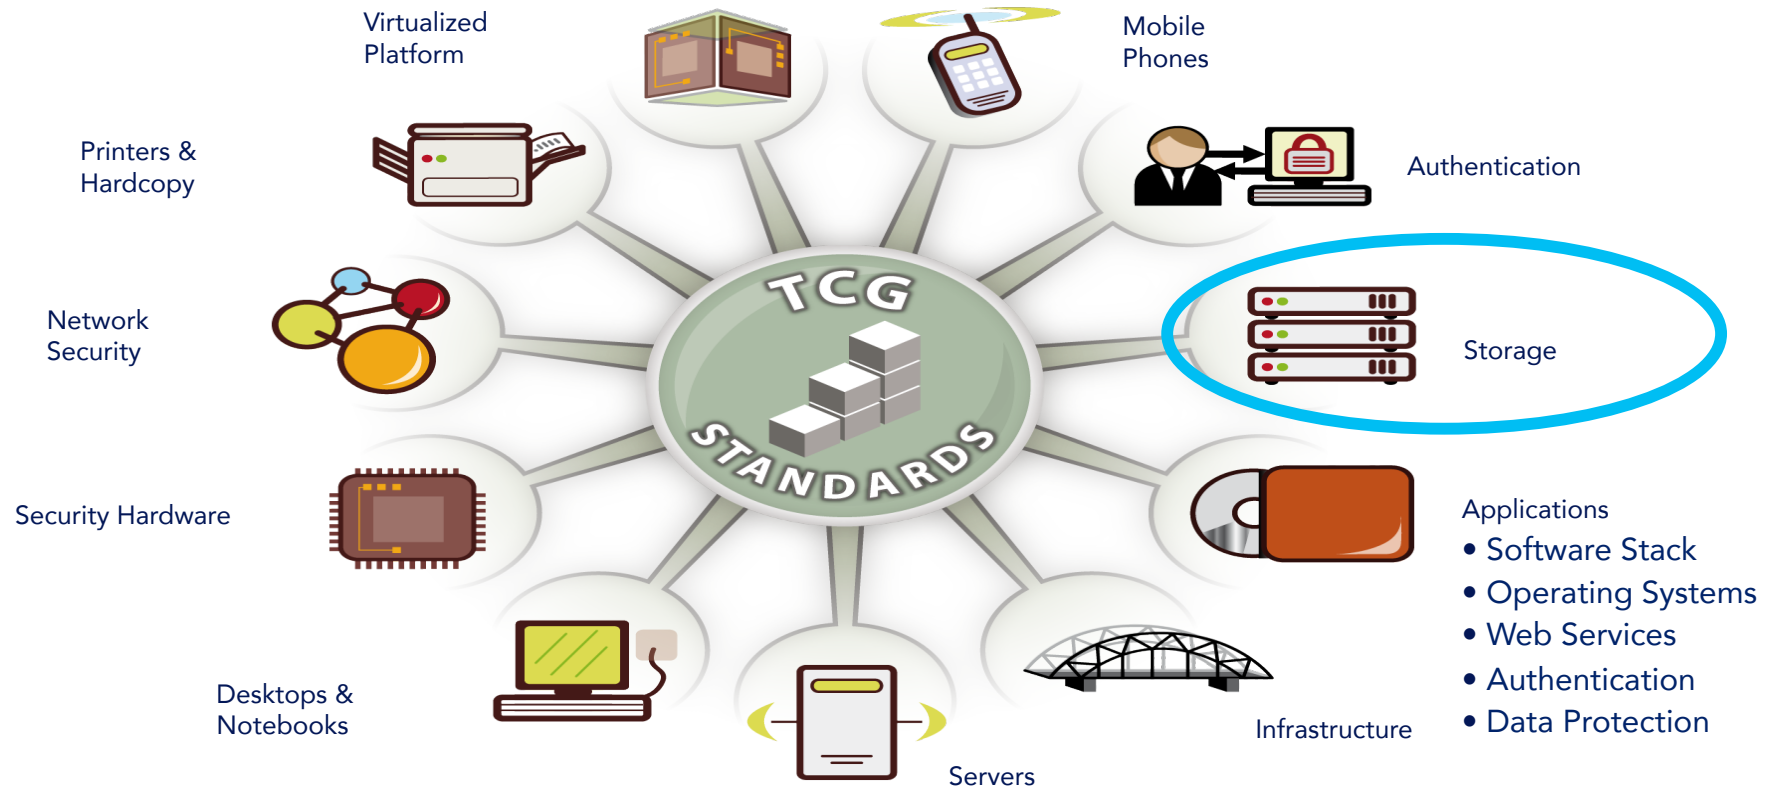 Virtualized
Platform
Mobile
Phones
Printers &
Hardcopy
Authentication
Network
Security
TCG
STANDARDS
Storage
Security Hardware
Applications
• Software Stack
• Operating Systems
• Web Services
• Authentication
• Data Protection
Desktops &
Notebooks
Infrastructure
Servers